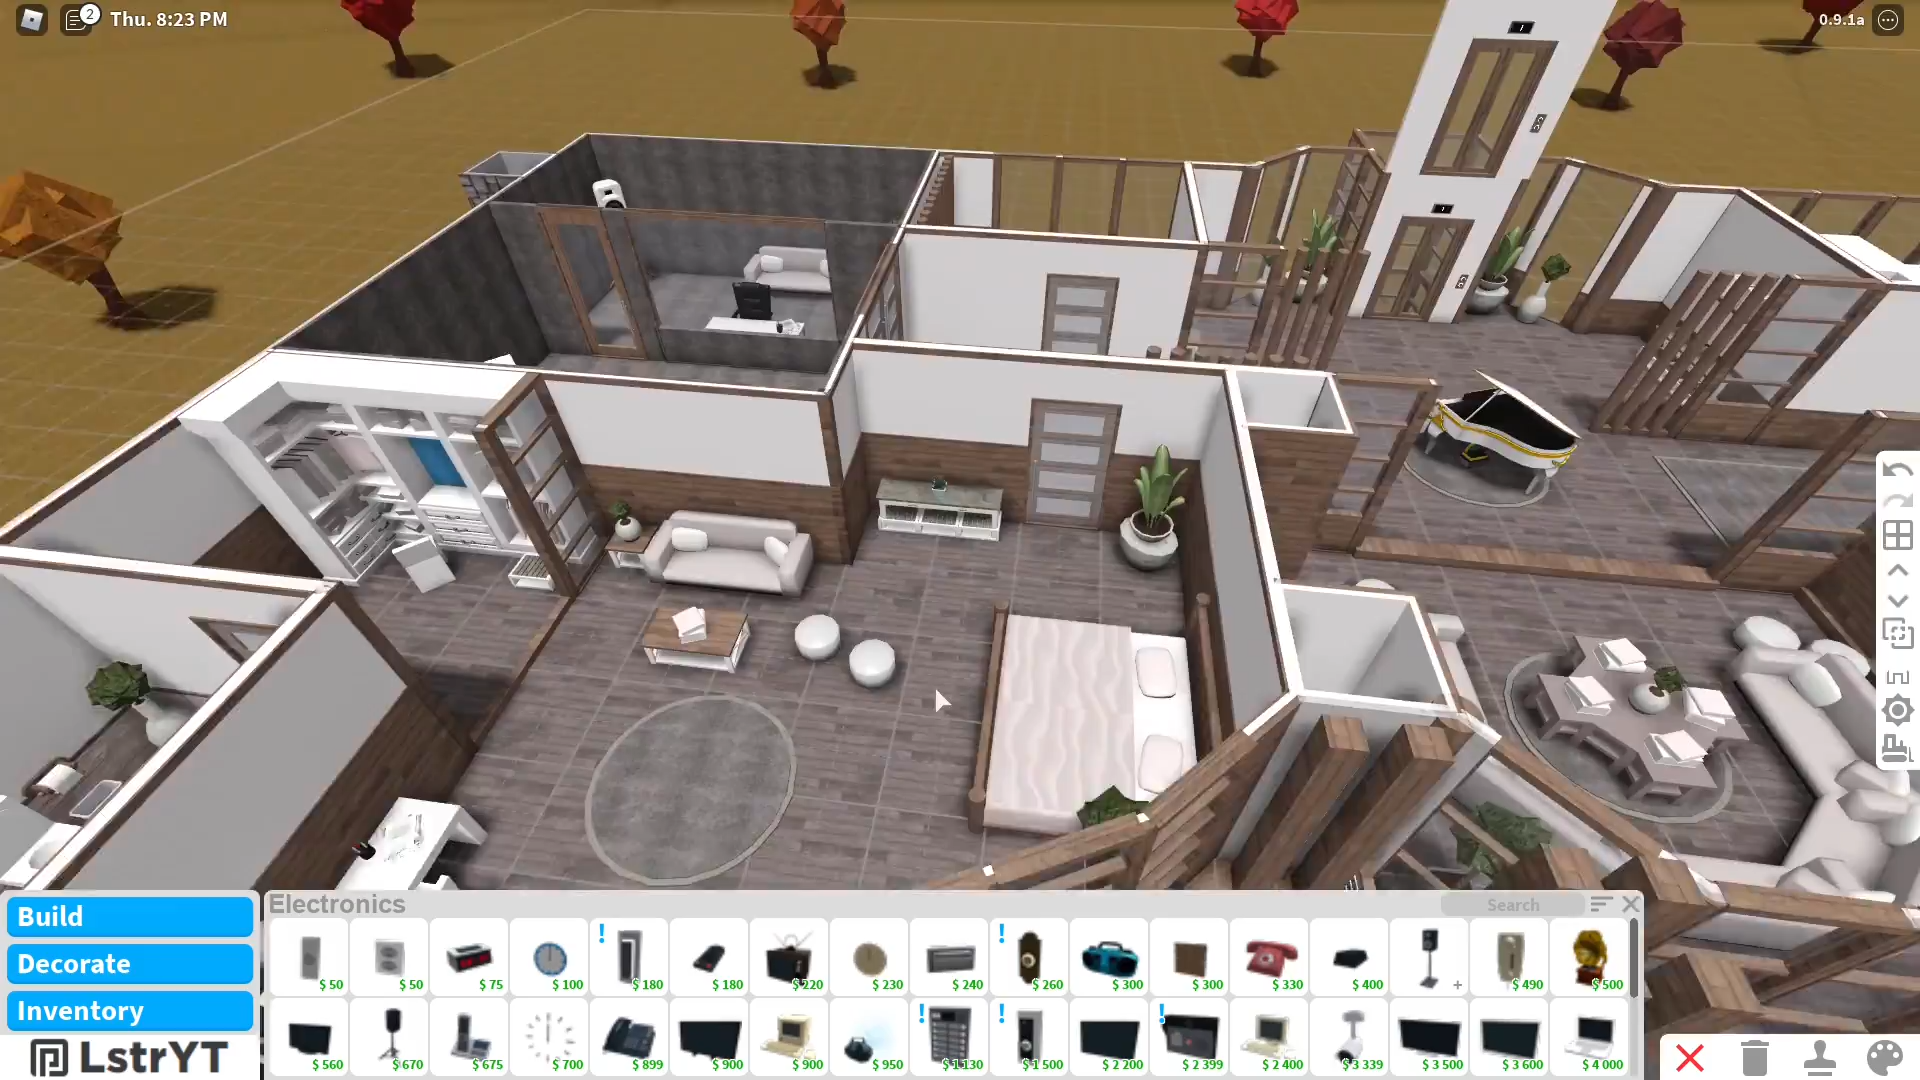 2
Thu. 8:23 PM
0.9.1a
Build
Decorate
Inventory
LstrYT
Electronics
Search
$ 50
$ 50
$ 75
$ 100
! $ 180
$ 180
$ 220
$ 230
$ 240
! $ 260
$ 300
$ 300
$ 330
$ 400
+
$ 490
$ 500
$ 560
$ 670
$ 675
$ 700
$ 899
$ 900
$ 900
$ 950
! $ 1 130
! $ 1 500
$ 2 200
! $ 2 399
$ 2 400
$ 3 339
$ 3 500
$ 3 600
$ 4 000